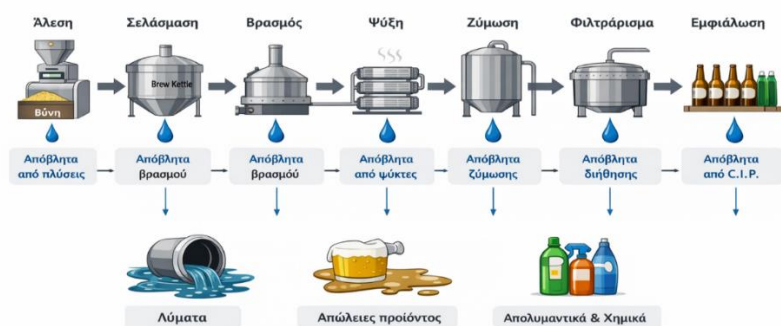 Άλεση
Σελάσμαση
Βρασμός
Ψύξη
Ζύμωση
Φιλτράρισμα
Εμφιάλωση
Brew Kettle
Βύνη
Απόβλητα
από πλύσεις
Απόβλητα
βρασμού
Απόβλητα
βρασμού
Απόβλητα
από ψύκτες
Απόβλητα
ζύμωσης
Απόβλητα
διήθησης
Απόβλητα
από C.I.P.
Λύματα
Απώλειες προϊόντος
Απολυμαντικά & Χημικά